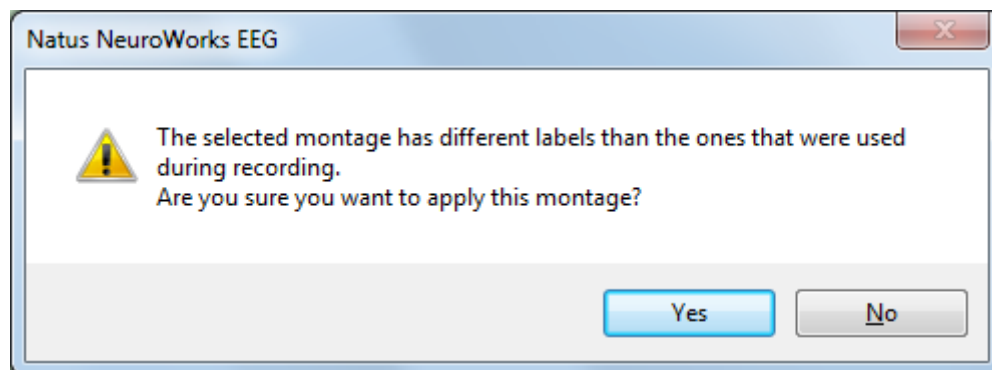 Natus NeuroWorks EEG
The selected montage has different labels than the ones that were used
during recording.
Are you sure you want to apply this montage?
Yes No